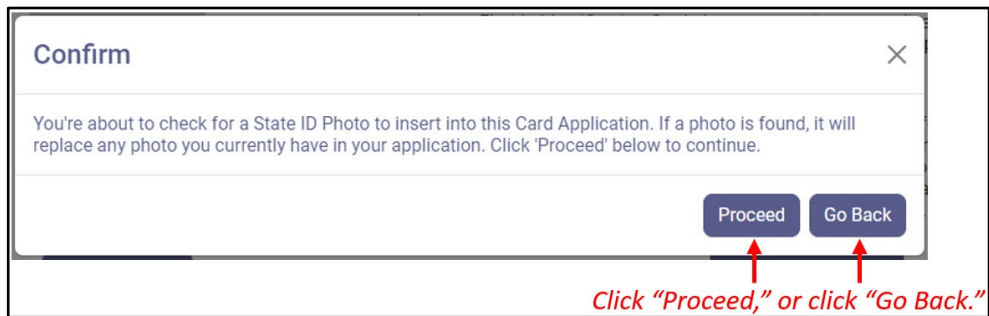 Confirm
You're about to check for a State ID Photo to insert into this Card Application. If a photo is found, it will
replace any photo you currently have in your application. Click 'Proceed' below to continue.
Proceed Go Back
Click “Proceed,” or click “Go Back.”